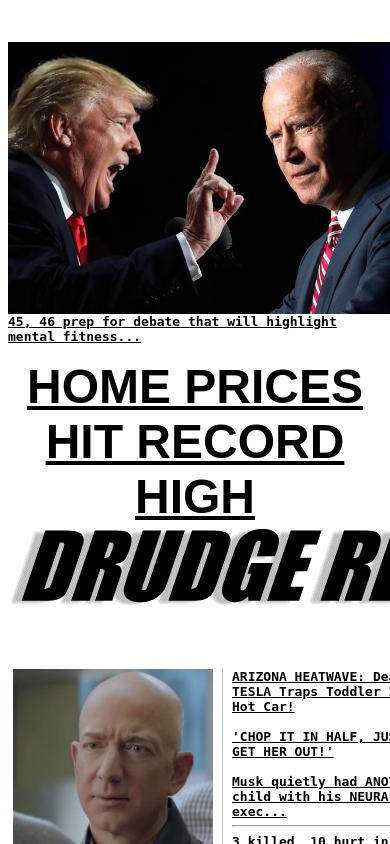 45, 46 prep for debate that will highlight
mental fitness...
HOME PRICES
HIT RECORD
HIGH
DRUDGE
ARIZONA HEATWAVE:
TESLA Traps Toddler
Hot Car!
'CHOP IT IN HALF,
GET HER OUT!'
Musk quietly had
child with his
exec...
3 killed, 10 hurt in